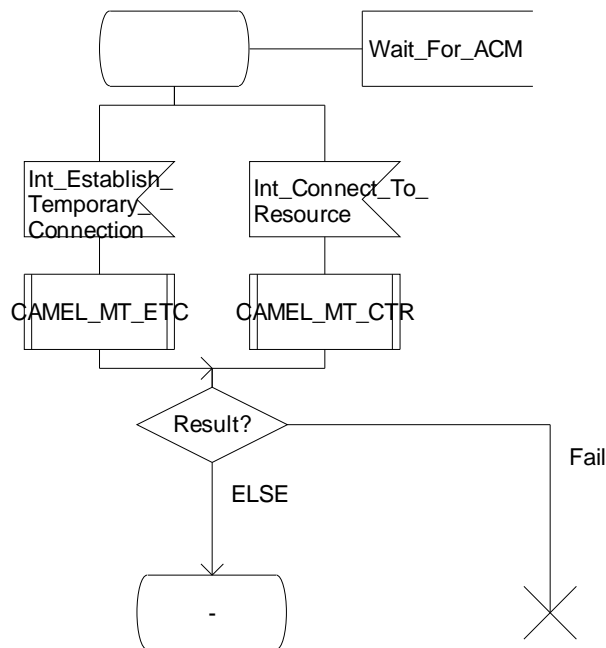 Wait_For_ACM
Int_Establish_
Temporary_
Connection
Int_Connect_To_
Resource
CAMEL_MT_ETC
CAMEL_MT_CTR
Result?
Fail
ELSE
-